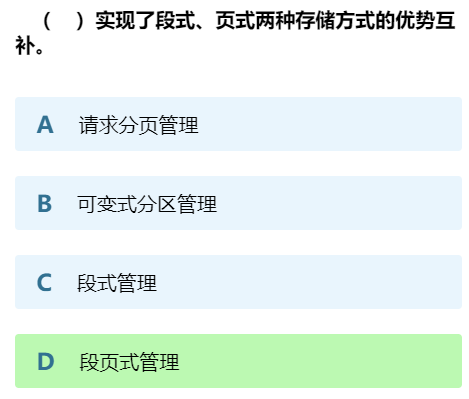 （ ）实现了段式、页式两种存储方式的优势互
补。
A 请求分页管理
B 可变式分区管理
C 段式管理
D 段页式管理